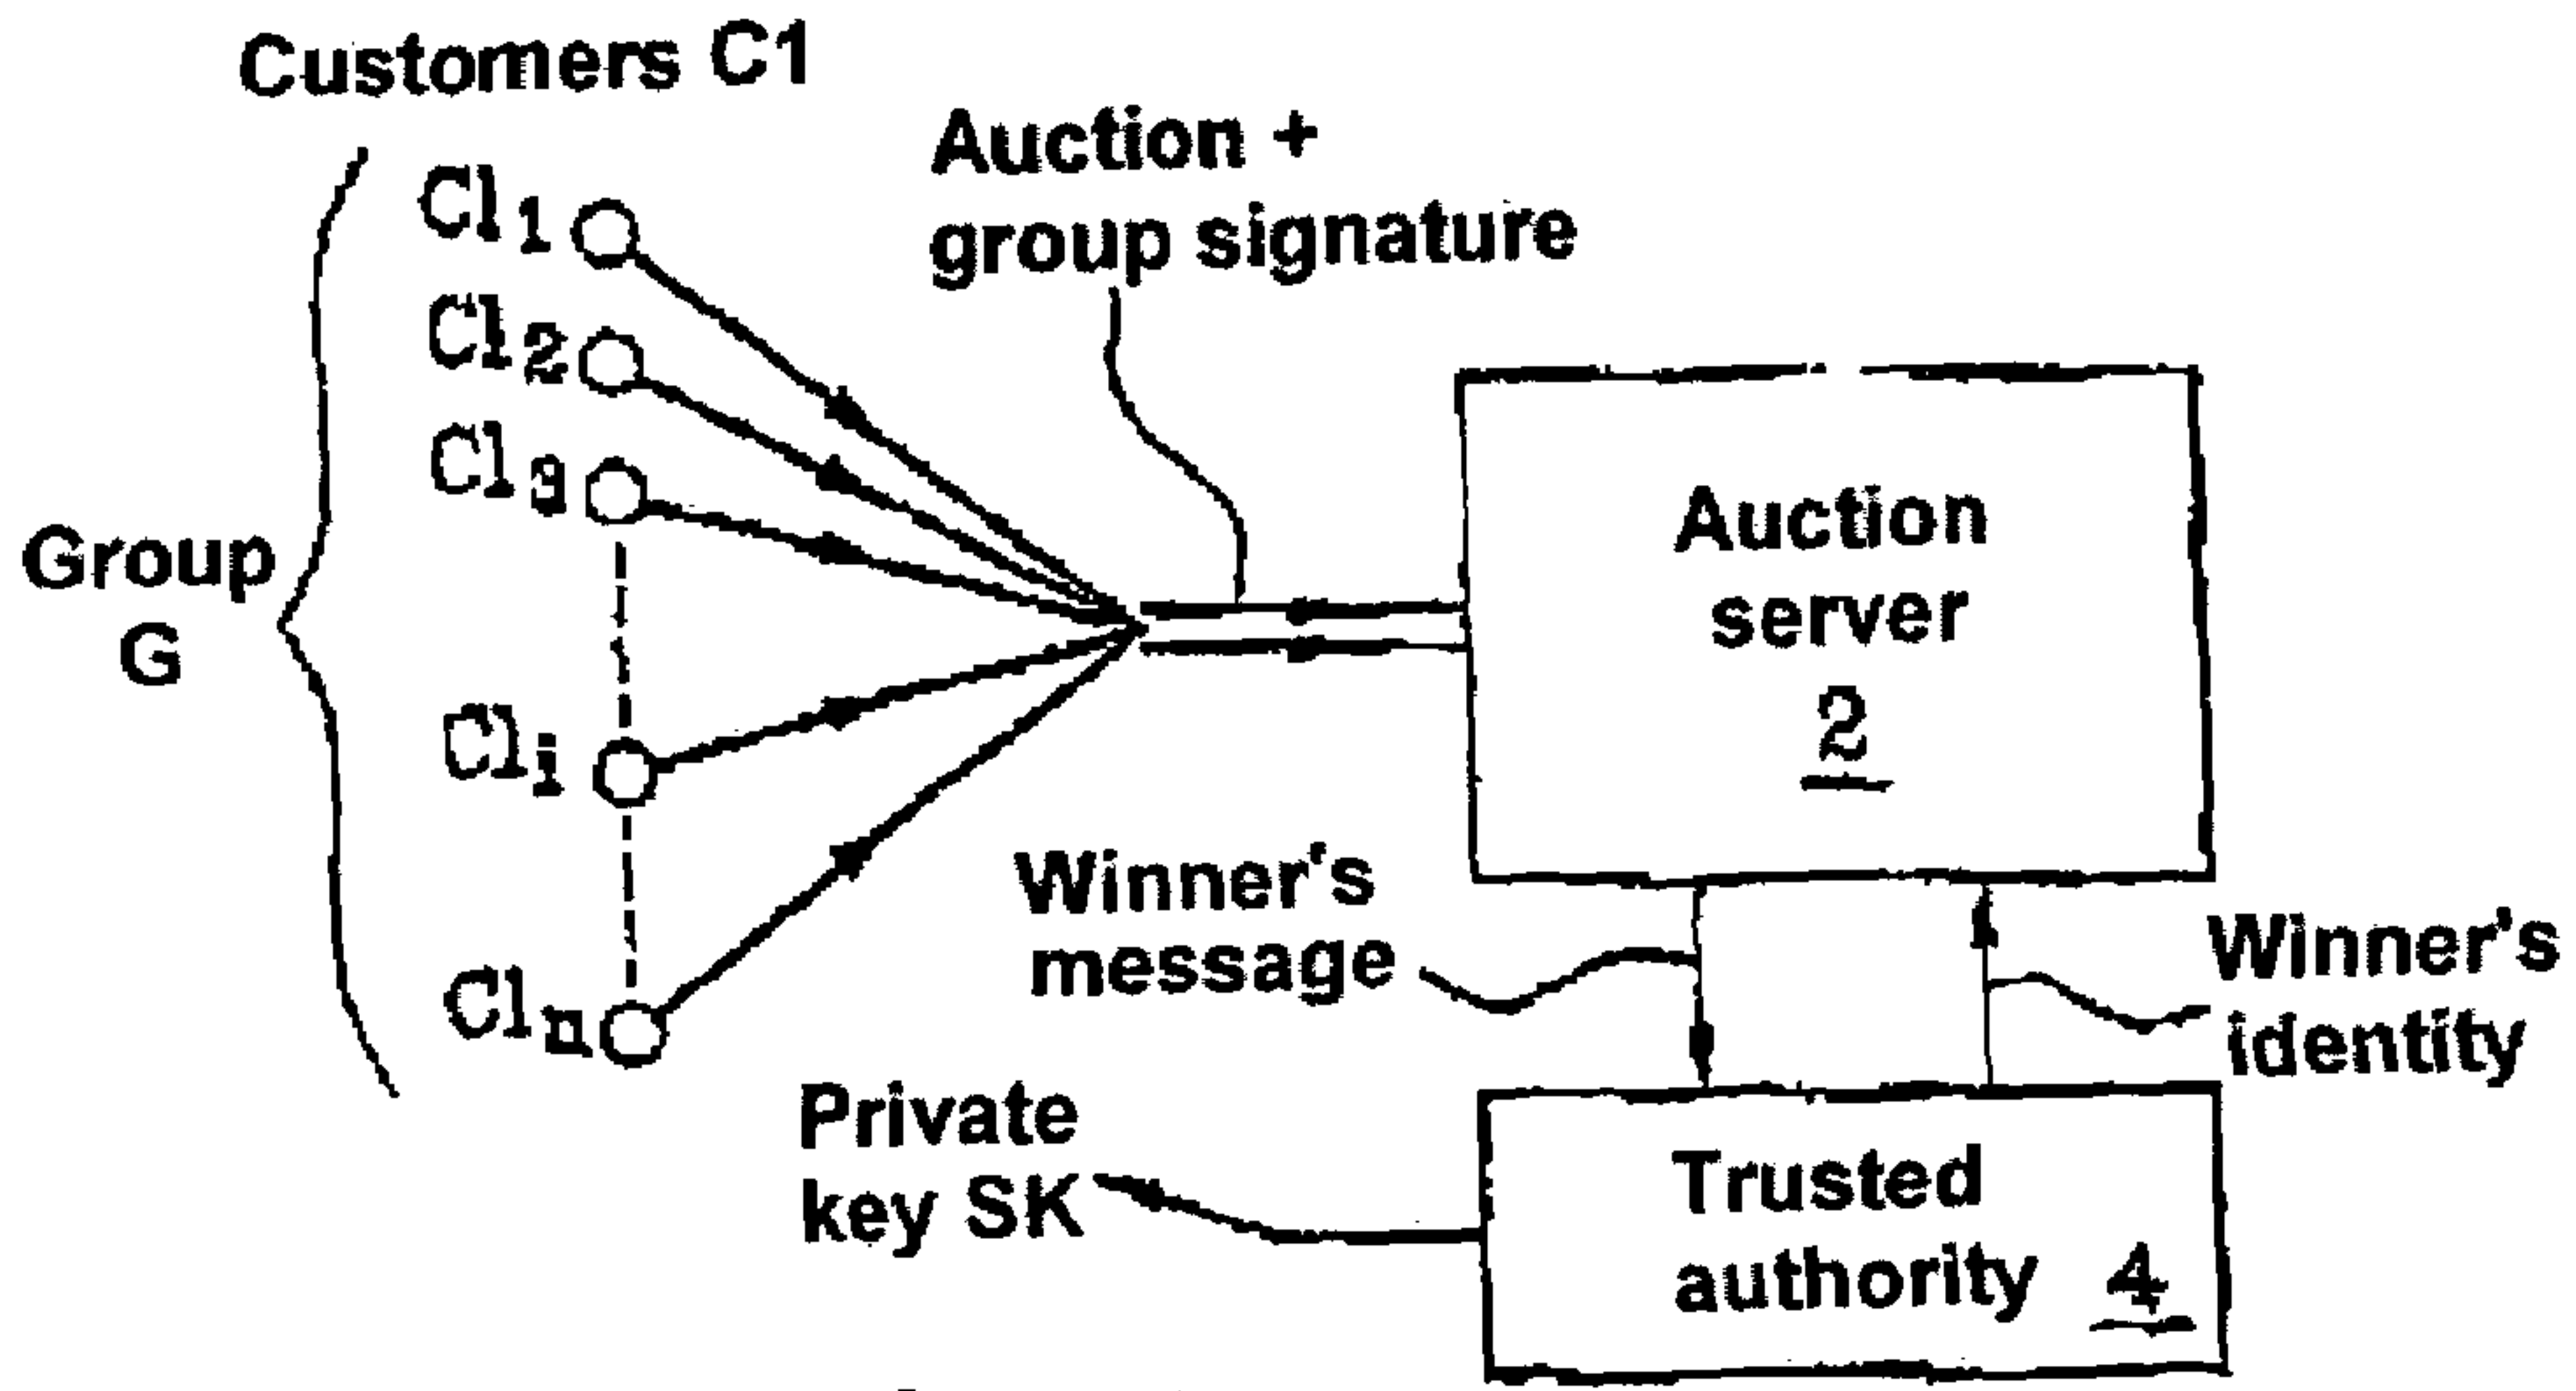 Customers C1
Auction +
group signature
Cl1
Cl2
Cl3
Group
G
Cli
Cln
Auction
server
2
Winner's
message
Winner's
identity
Private
key SK
Trusted
authority 4